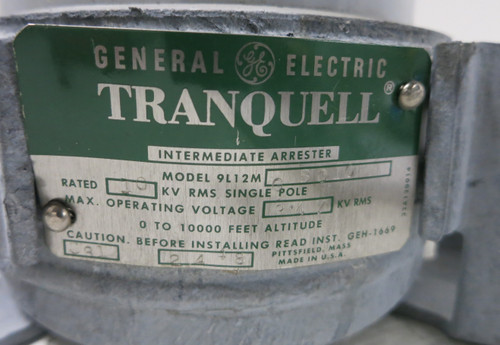 GENERAL GE ELECTRIC
TRANQUELL®
INTERMEDIATE ARRESTER
MODEL 9L12M
RATED KV RMS SINGLE POLE
MAX. OPERATING VOLTAGE KV RMS
0 TO 10000 FEET ALTITUDE
CAUTION. BEFORE INSTALLING READ INST. GEH-1669
PITTSFIELD, MASS
MADE IN U.S.A.